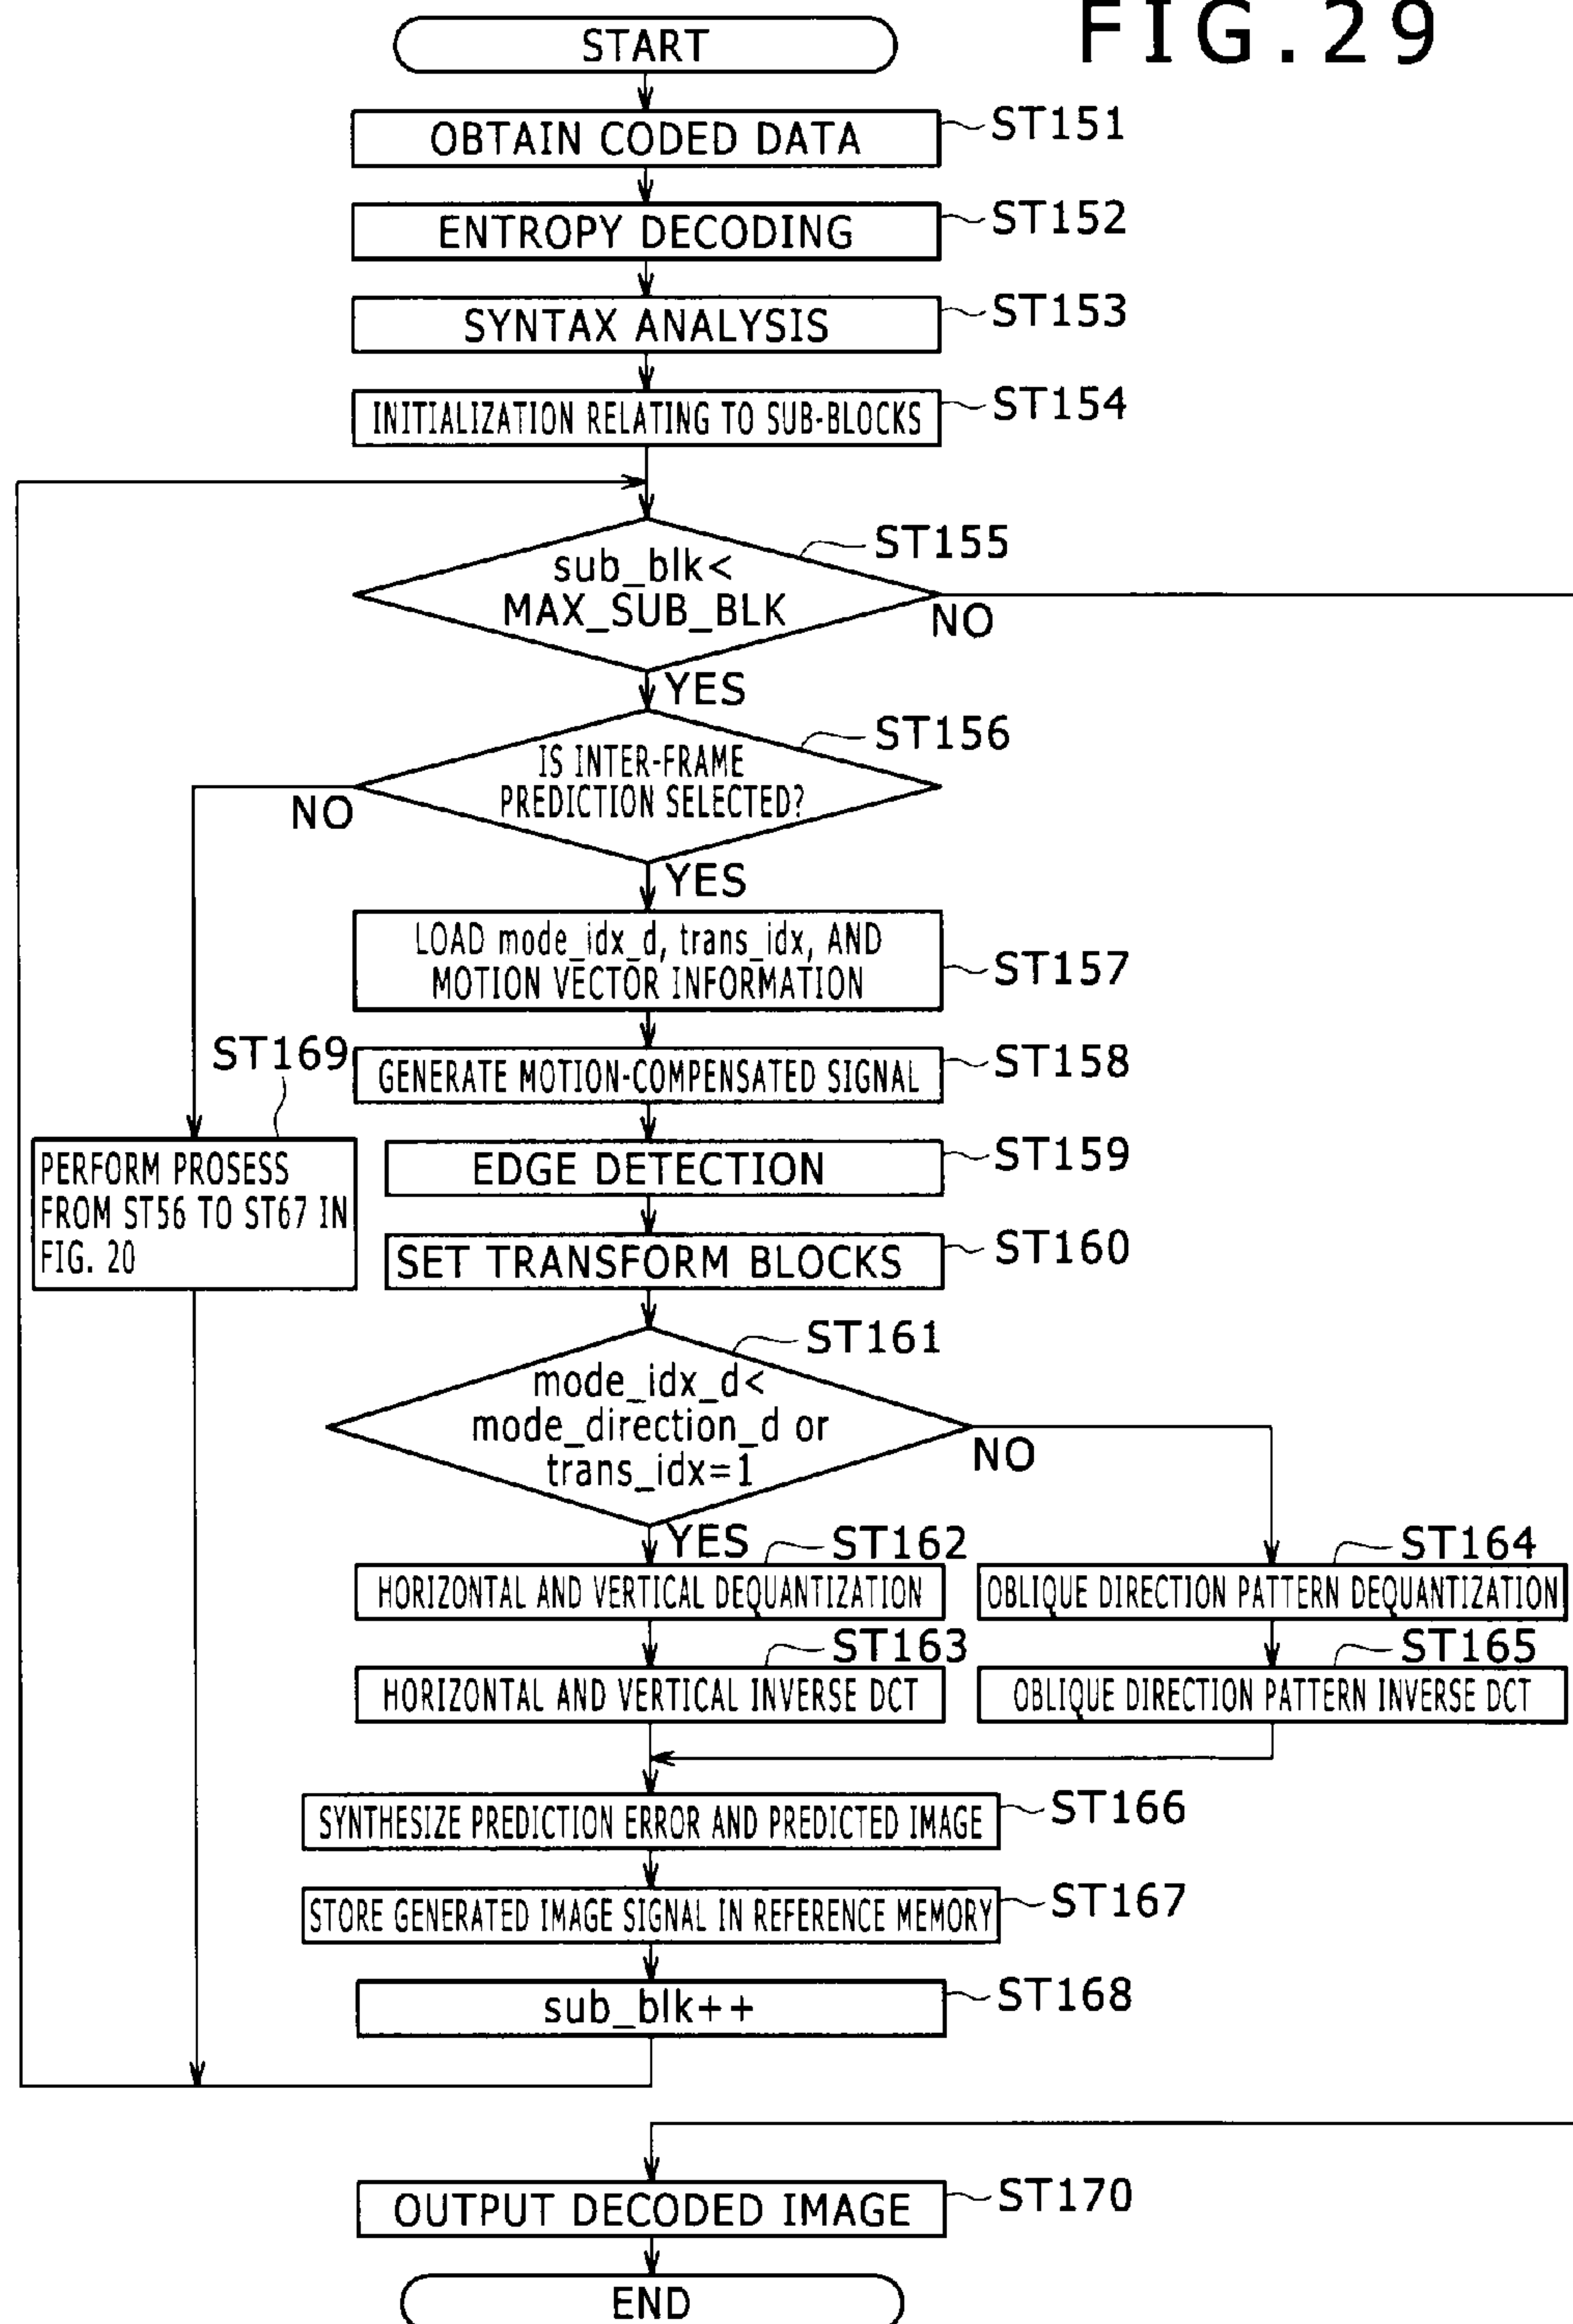 FIG.29
START
OBTAIN CODED DATA
ST151
ENTROPY DECODING
ST152
SYNTAX ANALYSIS
ST153
INITIALIZATION RELATING TO SUB-BLOCKS
ST154
sub_blk<
MAX_SUB_BLK
ST155
NO
YES
IS INTER-FRAME
PREDICTION SELECTED?
ST156
NO
YES
LOAD mode_idx_d, trans_idx, AND
MOTION VECTOR INFORMATION
ST157
ST169
GENERATE MOTION-COMPENSATED SIGNAL
ST158
PERFORM PROSESS
FROM ST56 TO ST67 IN
FIG. 20
EDGE DETECTION
ST159
SET TRANSFORM BLOCKS
ST160
ST161
mode_idx_d<
mode_direction_d or
trans_idx=1
NO
YES
ST162
ST164
HORIZONTAL AND VERTICAL DEQUANTIZATION
OBLIQUE DIRECTION PATTERN DEQUANTIZATION
ST163
ST165
HORIZONTAL AND VERTICAL INVERSE DCT
OBLIQUE DIRECTION PATTERN INVERSE DCT
SYNTHESIZE PREDICTION ERROR AND PREDICTED IMAGE
ST166
STORE GENERATED IMAGE SIGNAL IN REFERENCE MEMORY
ST167
sub_blk++
ST168
OUTPUT DECODED IMAGE
ST170
END